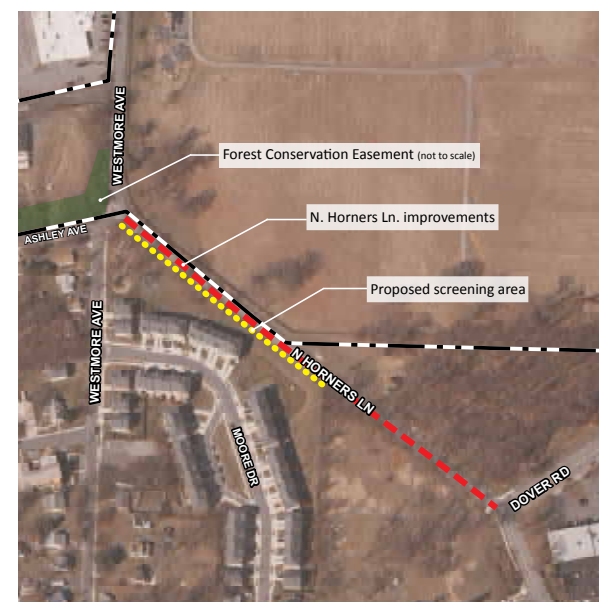 WESTMORE AVE
Forest Conservation Easement (not to scale)
N. Horners Ln. improvements
ASHLEY AVE
Proposed screening area
WESTMORE AVE
N HORNERS LN
MOORE DR
DOVER RD